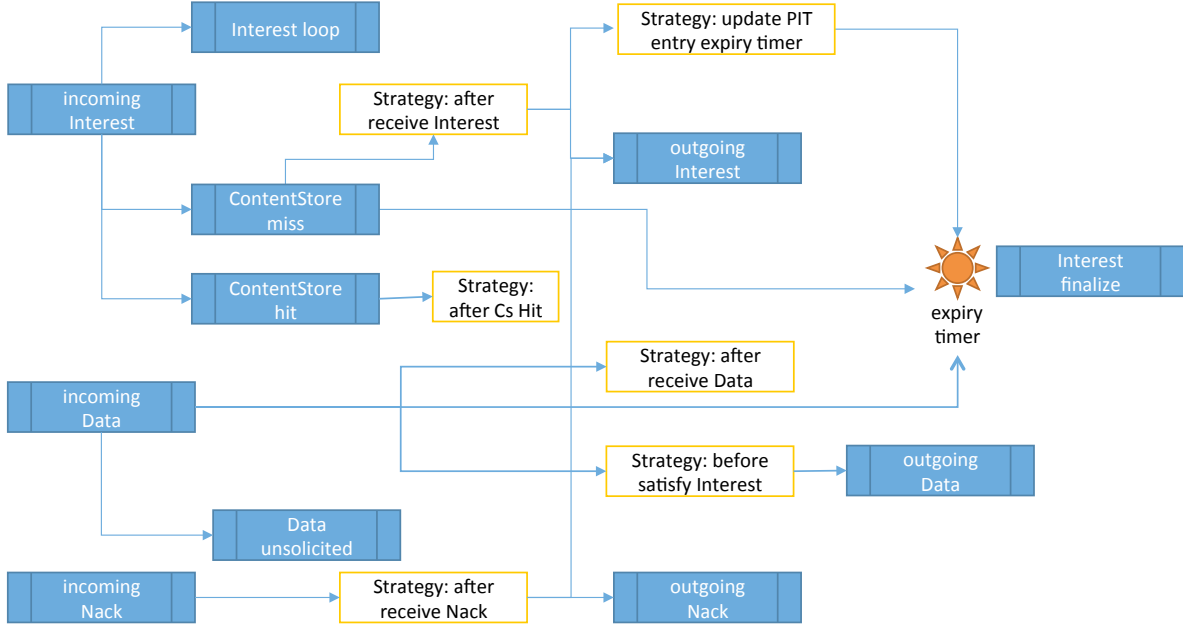 Interest loop
Strategy: update PIT
entry expiry timer
incoming
Interest
Strategy: after
receive Interest
outgoing
Interest
ContentStore
miss
Interest
finalize
ContentStore
hit
Strategy:
after Cs Hit
expiry
timer
Strategy: after
receive Data
incoming
Data
Strategy: before
satisfy Interest
outgoing
Data
Data
unsolicited
incoming
Nack
Strategy: after
receive Nack
outgoing
Nack